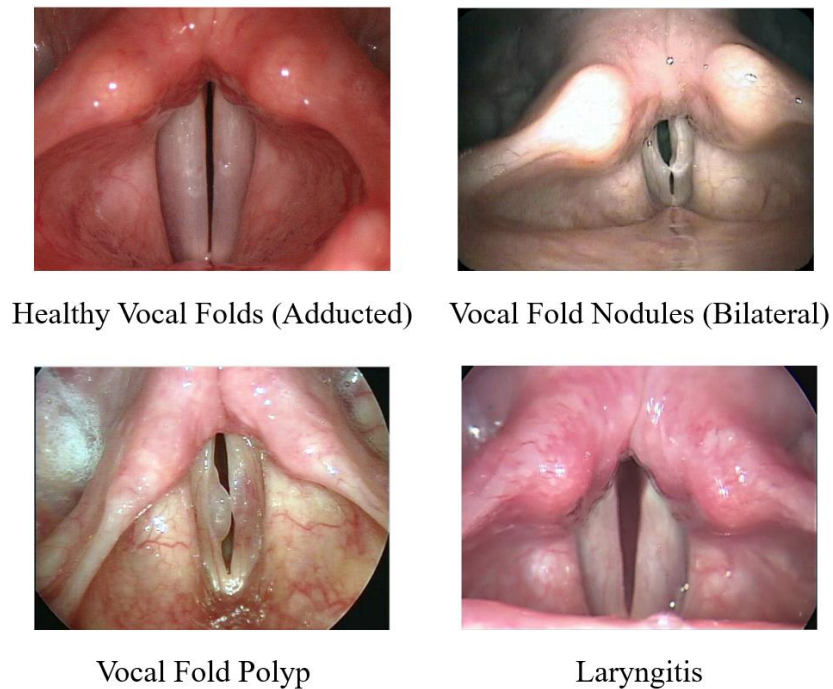 Healthy Vocal Folds (Adducted)
Vocal Fold Nodules (Bilateral)
Vocal Fold Polyp
Laryngitis